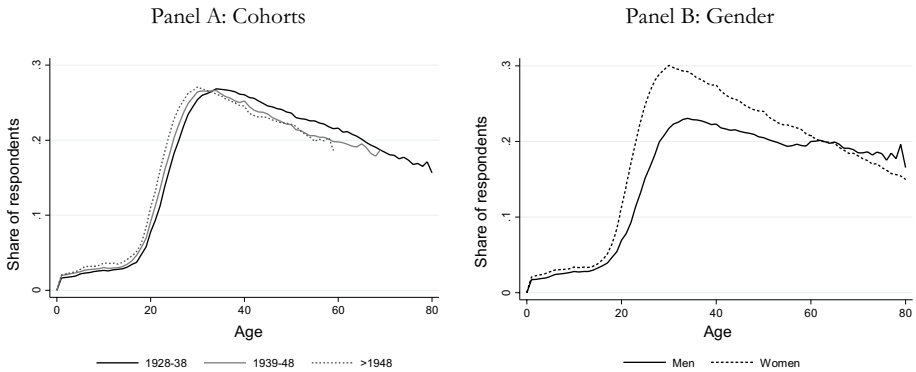 Panel A: Cohorts
Share of respondents
.3
.2
.1
0
0 20 40 60 80
Age
1928-38 1939-48 >1948
Panel B: Gender
Share of respondents
.3
.2
.1
0
0 20 40 60 80
Age
Men Women